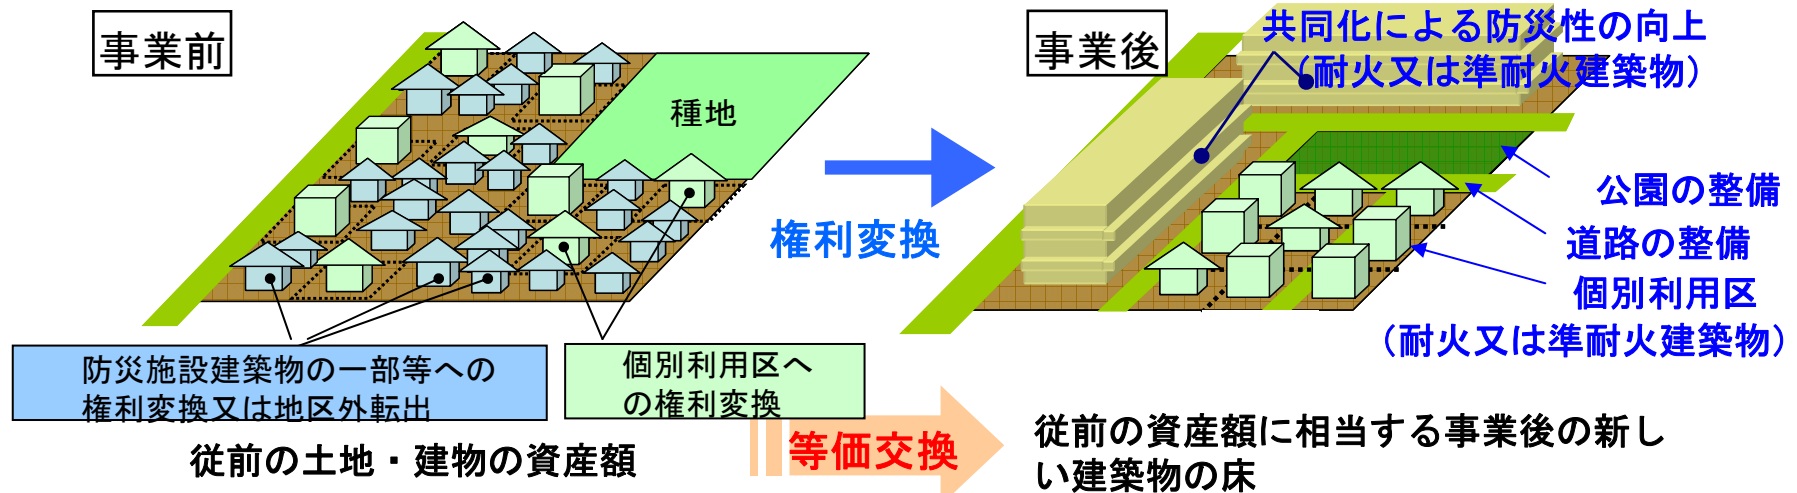 事業前
種地
権利変換
事業後
共同化による防災性の向上
（耐火又は準耐火建築物）
公園の整備
道路の整備
個別利用区
（耐火又は準耐火建築物）
防災施設建築物の一部等への
権利変換又は地区外転出
個別利用区へ
の権利変換
従前の土地・建物の資産額
等価交換
従前の資産額に相当する事業後の新し
い建築物の床